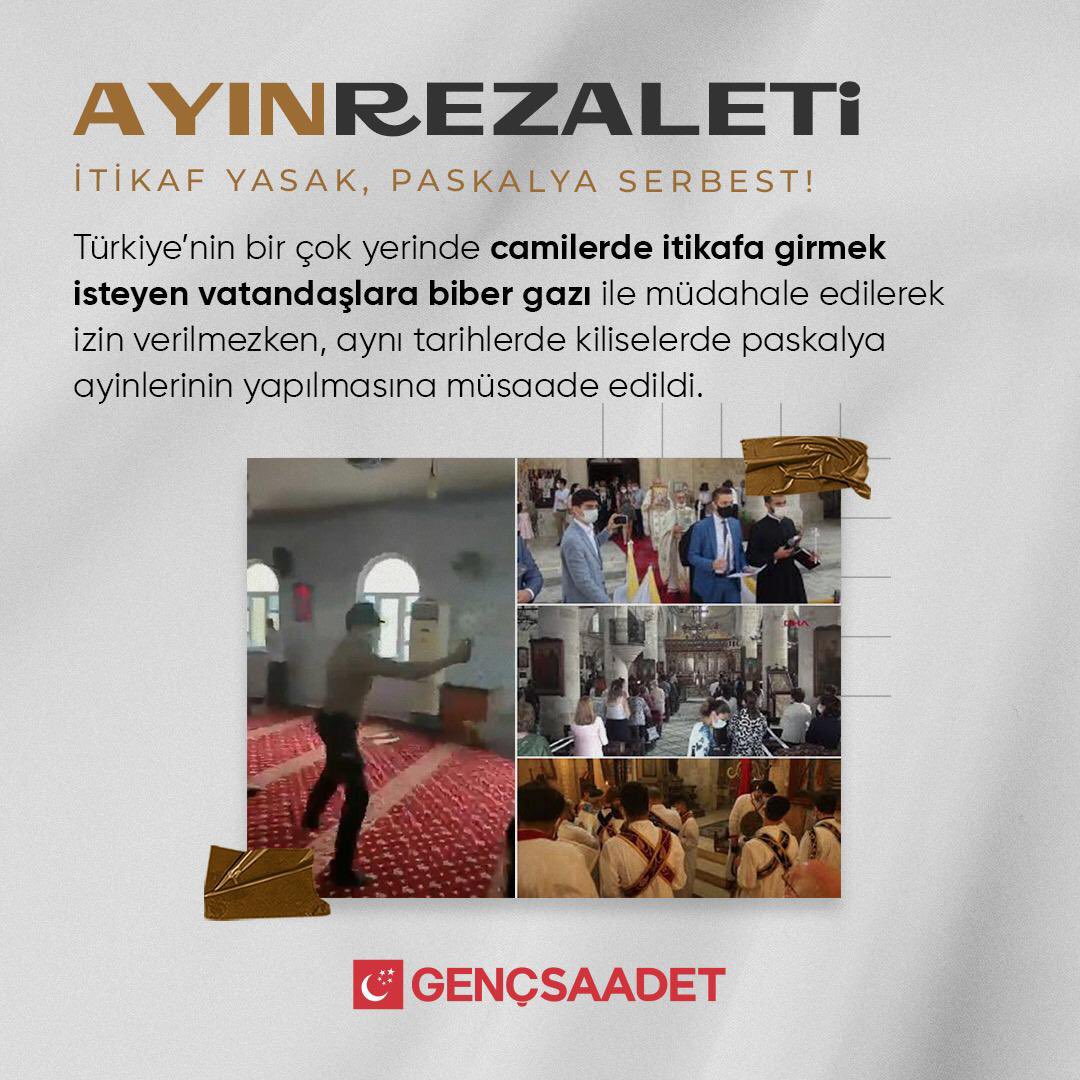 AYINREZALETİ
İTİKAF YASAK, PASKALYA SERBEST!
Türkiye’nin bir çok yerinde camilerde itikafa girmek
isteyen vatandaşlara biber gazı ile müdahale edilerek
izin verilmezken, aynı tarihlerde kiliselerde paskalya
ayinlerinin yapılmasına müsaade edildi.
DHA
GENÇSAADET